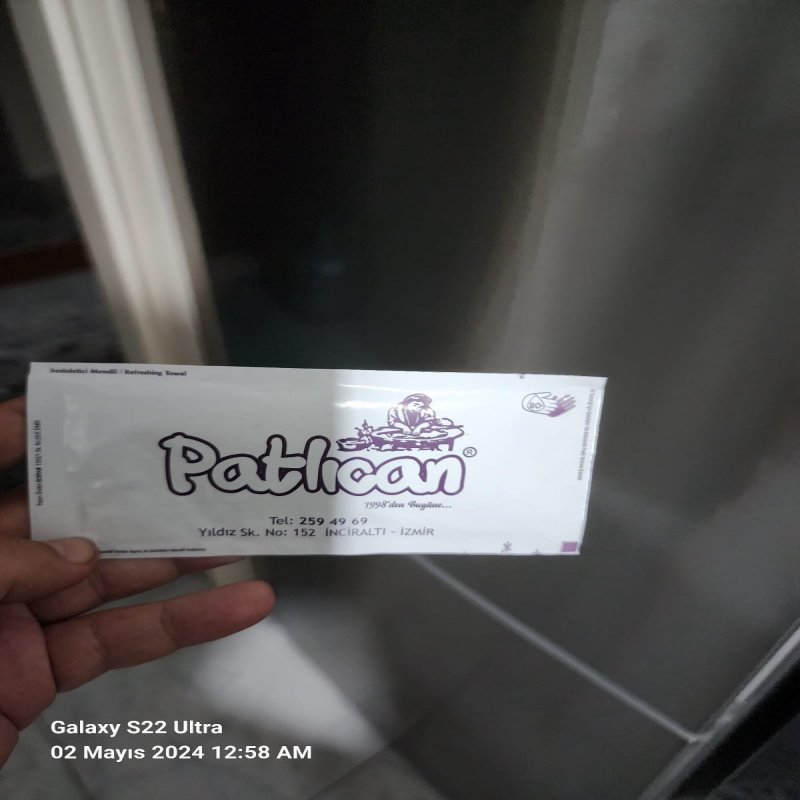 Serinletici Mendil / Refreshing Towel
80°
Patlıcan®
1998'den Bugüne...
Tel: 259 49 69
Yıldız Sk. No: 152 İNCİRALTI - İZMİR
Galaxy S22 Ultra
02 Mayıs 2024 12:58 AM